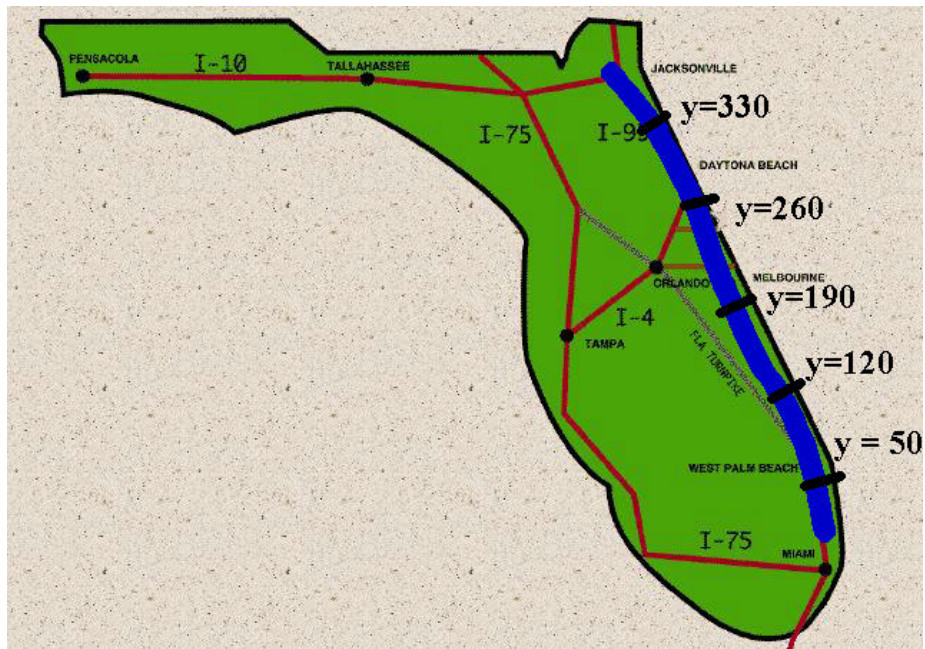 PENSACOLA
I-10
TALLAHASSEE
JACKSONVILLE
y=330
I-75
I-95
DAYTONA BEACH
y=260
ORLANDO
MELBOURNE
y=190
I-4
TAMPA
FLA TURNPIKE
y=120
y = 50
WEST PALM BEACH
I-75
MIAMI